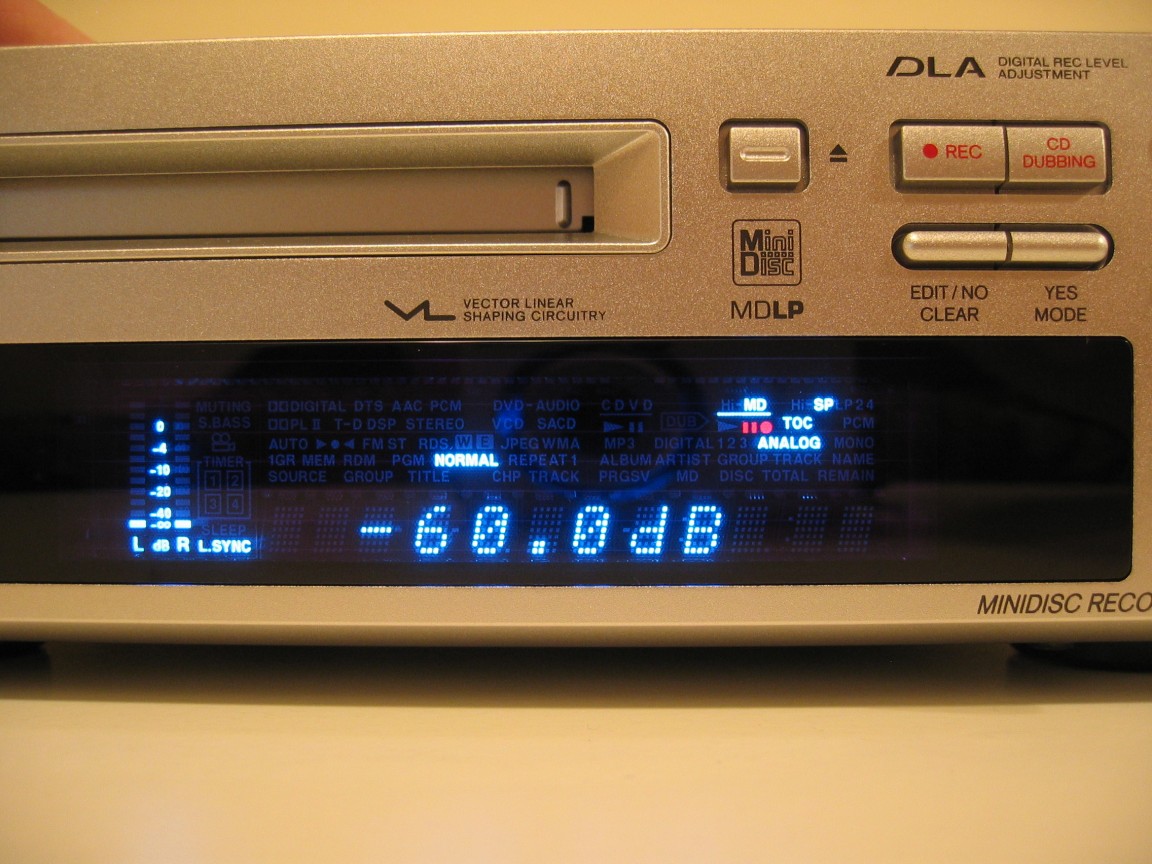 DLA DIGITAL REC LEVEL
ADJUSTMENT
REC
CD
DUBBING
Mini
Disc
MDLP
EDIT / NO
CLEAR
YES
MODE
VL VECTOR LINEAR
SHAPING CIRCUITRY
MUTING DIGITAL DTS AAC PCM DVD-AUDIO CDVD Hi-MD Hi-SP LP24
S.BASS PL II T-D DSP STEREO VCD SACD DUB TOC PCM
AUTO FM ST RDS W E JPEG WMA MP3 DIGITAL 1 2 3 ANALOG MONO
TIMER 1GR MEM RDM PGM NORMAL REPEAT 1 ALBUM ARTIST GROUP TRACK NAME
1 2 SOURCE GROUP TITLE CHP TRACK PRGSV MD DISC TOTAL REMAIN
3 4
SLEEP
0
-4
-10
-20
-40
-∞
L dB R L.SYNC
-60.0dB
MINIDISC RECO